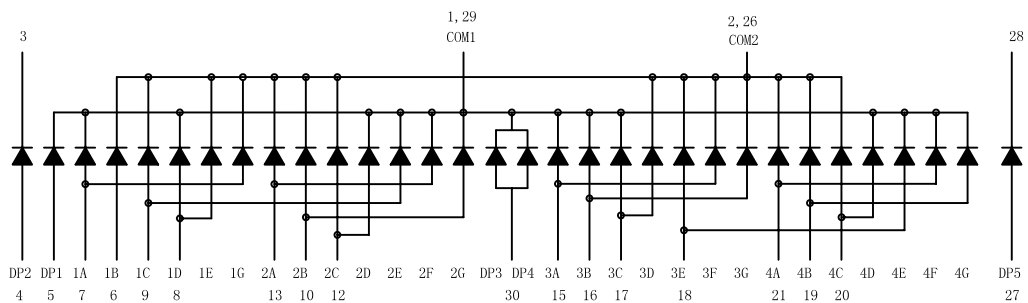 1,29
2,26
3
COM1
COM2
28
DP2 DP1 1A 1B 1C 1D 1E 1G 2A 2B 2C 2D 2E 2F 2G DP3 DP4 3A 3B 3C 3D 3E 3F 3G 4A 4B 4C 4D 4E 4F 4G DP5
4 5 7 6 9 8 13 10 12 30 15 16 17 18 21 19 20 27